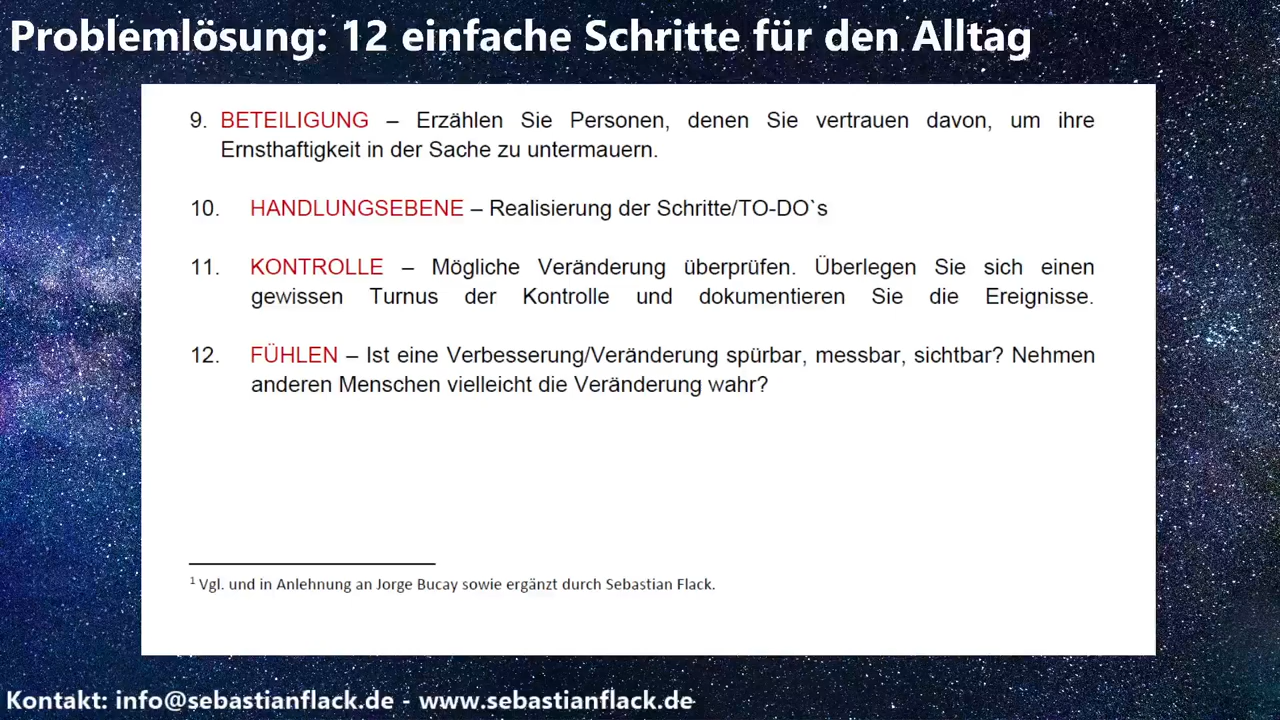 Problemlösung: 12 einfache Schritte für den Alltag
9. BETEILIGUNG – Erzählen Sie Personen, denen Sie vertrauen davon, um ihre
Ernsthaftigkeit in der Sache zu untermauern.
10. HANDLUNGSEBENE – Realisierung der Schritte/TO-DO`s
11. KONTROLLE – Mögliche Veränderung überprüfen. Überlegen Sie sich einen
gewissen Turnus der Kontrolle und dokumentieren Sie die Ereignisse.
12. FÜHLEN – Ist eine Verbesserung/Veränderung spürbar, messbar, sichtbar? Nehmen
anderen Menschen vielleicht die Veränderung wahr?
1 Vgl. und in Anlehnung an Jorge Bucay sowie ergänzt durch Sebastian Flack.
Kontakt: info@sebastianflack.de - www.sebastianflack.de